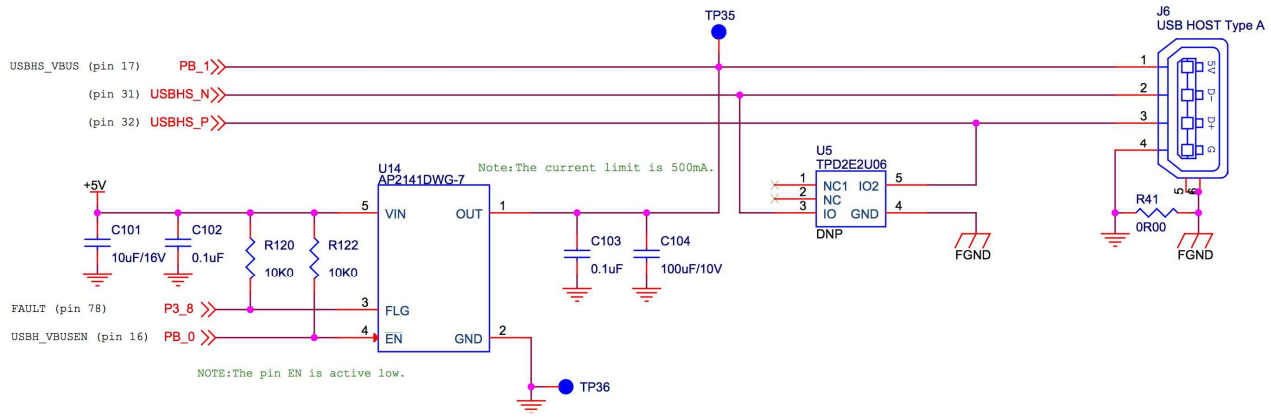 TP35
J6
USB HOST Type A
USBHS_VBUS (pin 17) PB_1 1 5V
(pin 31) USBHS_N 2 D-
(pin 32) USBHS_P 3 D+
4 G
U5
TPD2E2U06
U14
AP2141DWG-7
Note:The current limit is 500mA.
1 NC1 IO2 5
2 NC
3 IO GND 4
DNP
5 6
+5V
R41
0R00
FGND
FGND
5 VIN OUT 1
C101
10uF/16V
C102
0.1uF
R120
10K0
R122
10K0
C103
0.1uF
C104
100uF/10V
FAULT (pin 78) P3_8 3 FLG
USBH_VBUSEN (pin 16) PB_0 4 EN GND 2
NOTE:The pin EN is active low.
TP36